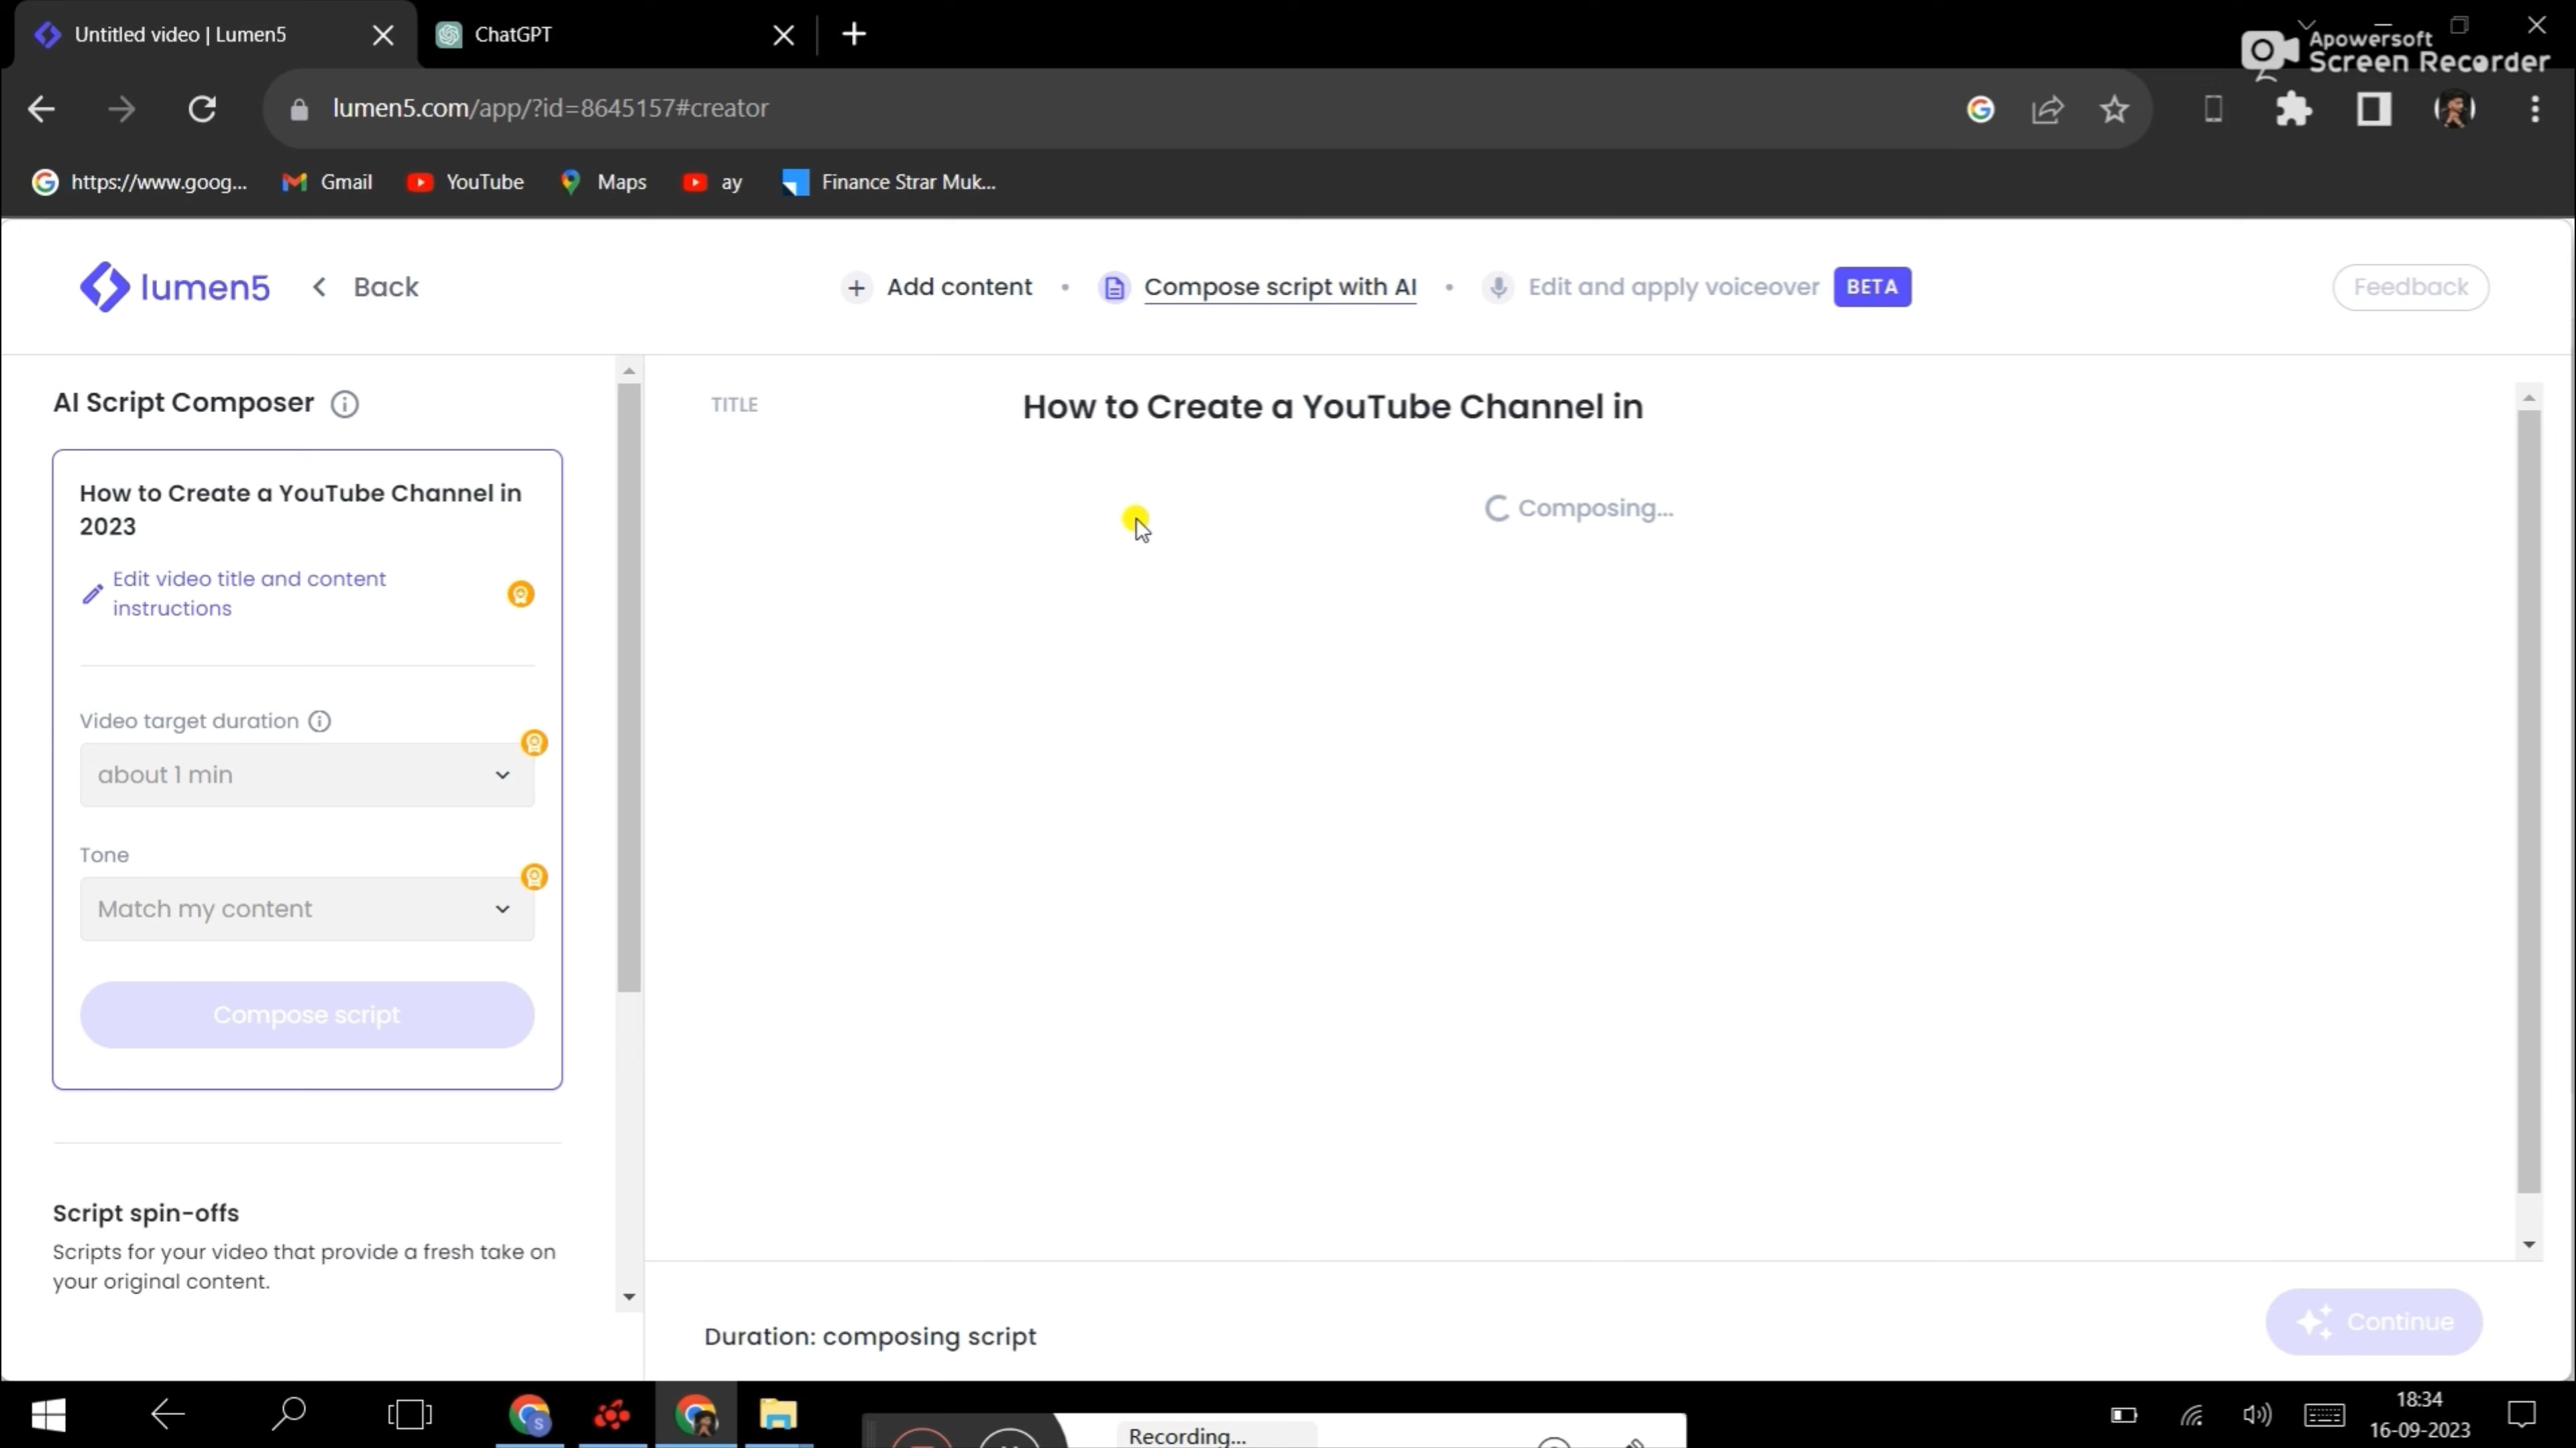 Untitled video | Lumen5
ChatGPT
Apowersoft
Screen Recorder
lumen5.com/app/?id=8645157#creator
https://www.goog...
Gmail
YouTube
Maps
ay
Finance Strar Muk...
lumen5
Back
Add content
Compose script with AI
Edit and apply voiceover
BETA
Feedback
AI Script Composer
How to Create a YouTube Channel in
2023
Edit video title and content
instructions
Video target duration
about 1 min
Tone
Match my content
Compose script
Script spin-offs
Scripts for your video that provide a fresh take on
your original content.
TITLE
How to Create a YouTube Channel in
Composing...
Duration: composing script
Continue
S
Recording...
18:34
16-09-2023